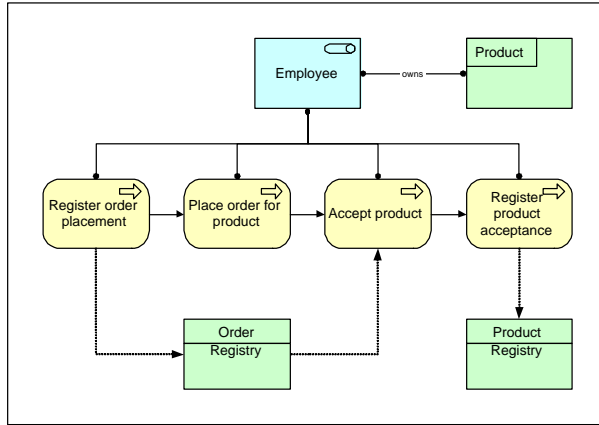 Employee
owns
Product
Register order
placement
Place order for
product
Accept product
Register
product
acceptance
Order
Registry
Product
Registry